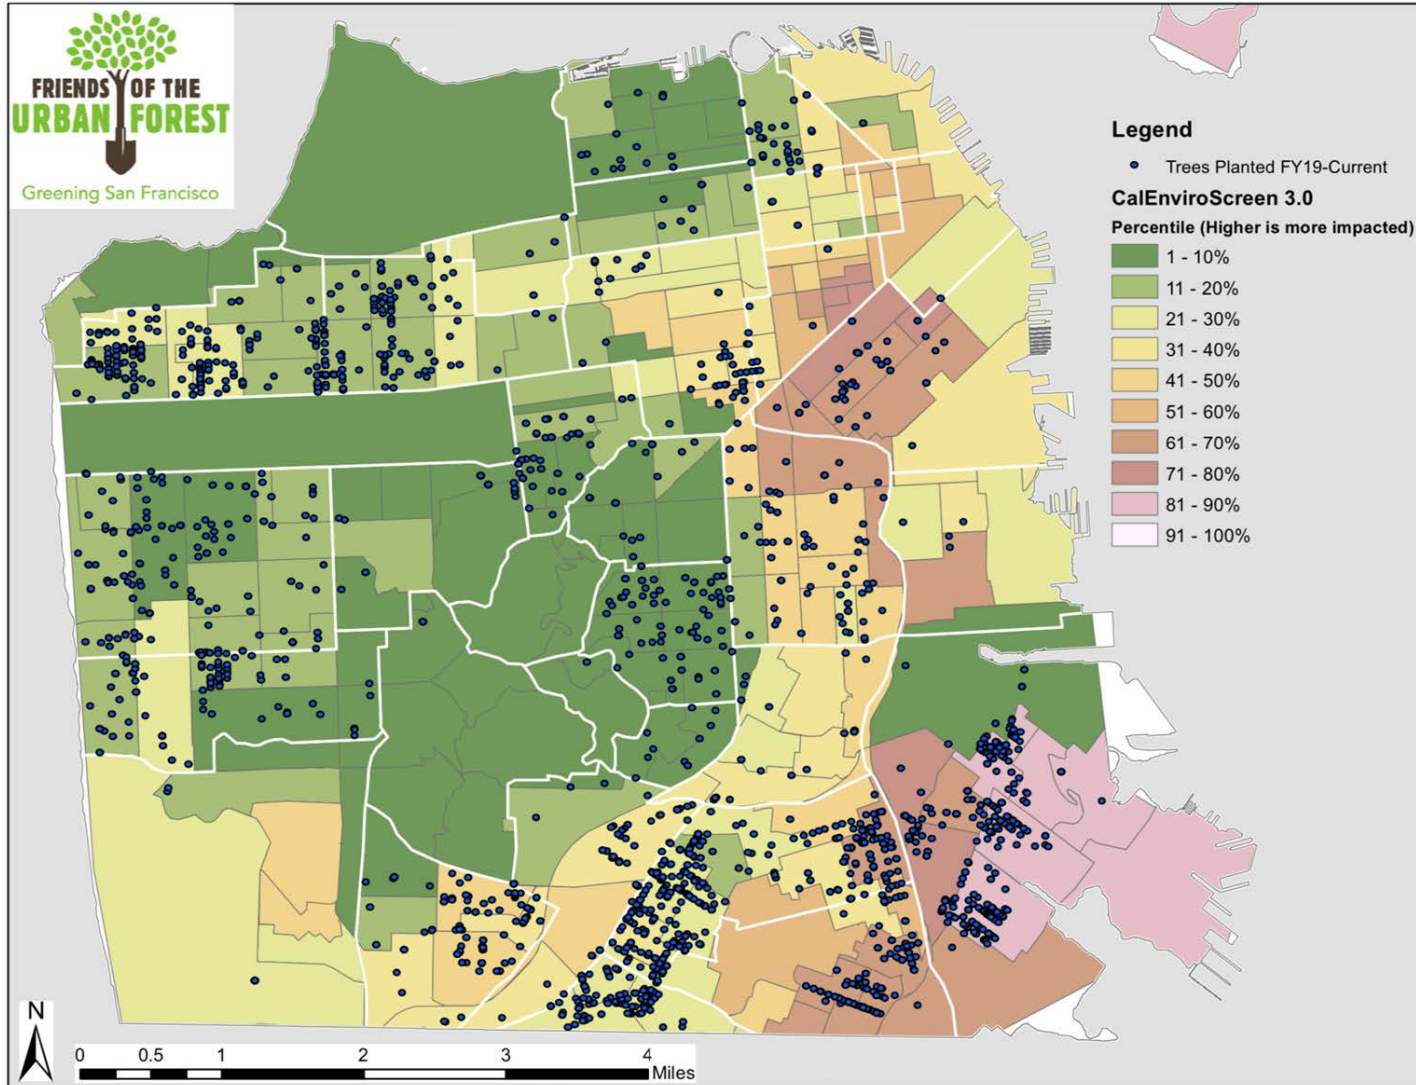 FRIENDS OF THE
URBAN FOREST
Greening San Francisco
Legend
Trees Planted FY19-Current
CalEnviroScreen 3.0
Percentile (Higher is more impacted)
1 - 10%
11 - 20%
21 - 30%
31 - 40%
41 - 50%
51 - 60%
61 - 70%
71 - 80%
81 - 90%
91 - 100%
N
0 0.5 1 2 3 4
Miles